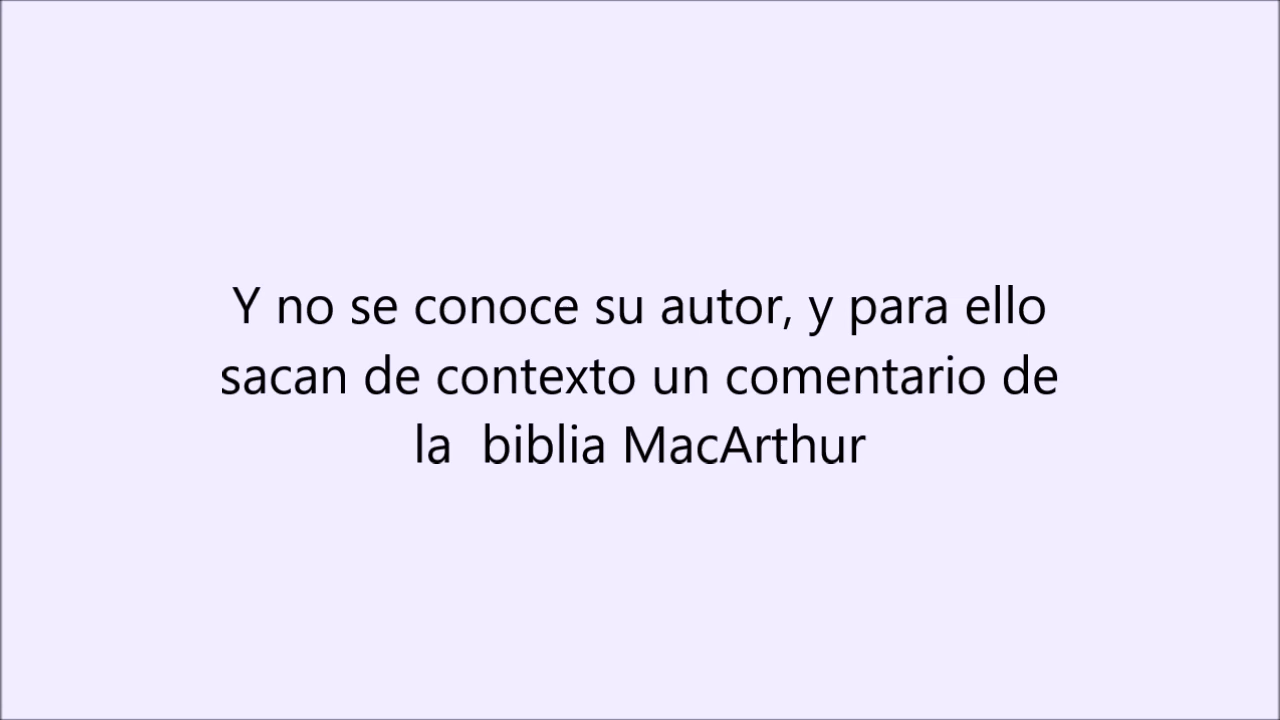 Y no se conoce su autor, y para ello
sacan de contexto un comentario de
la  biblia MacArthur